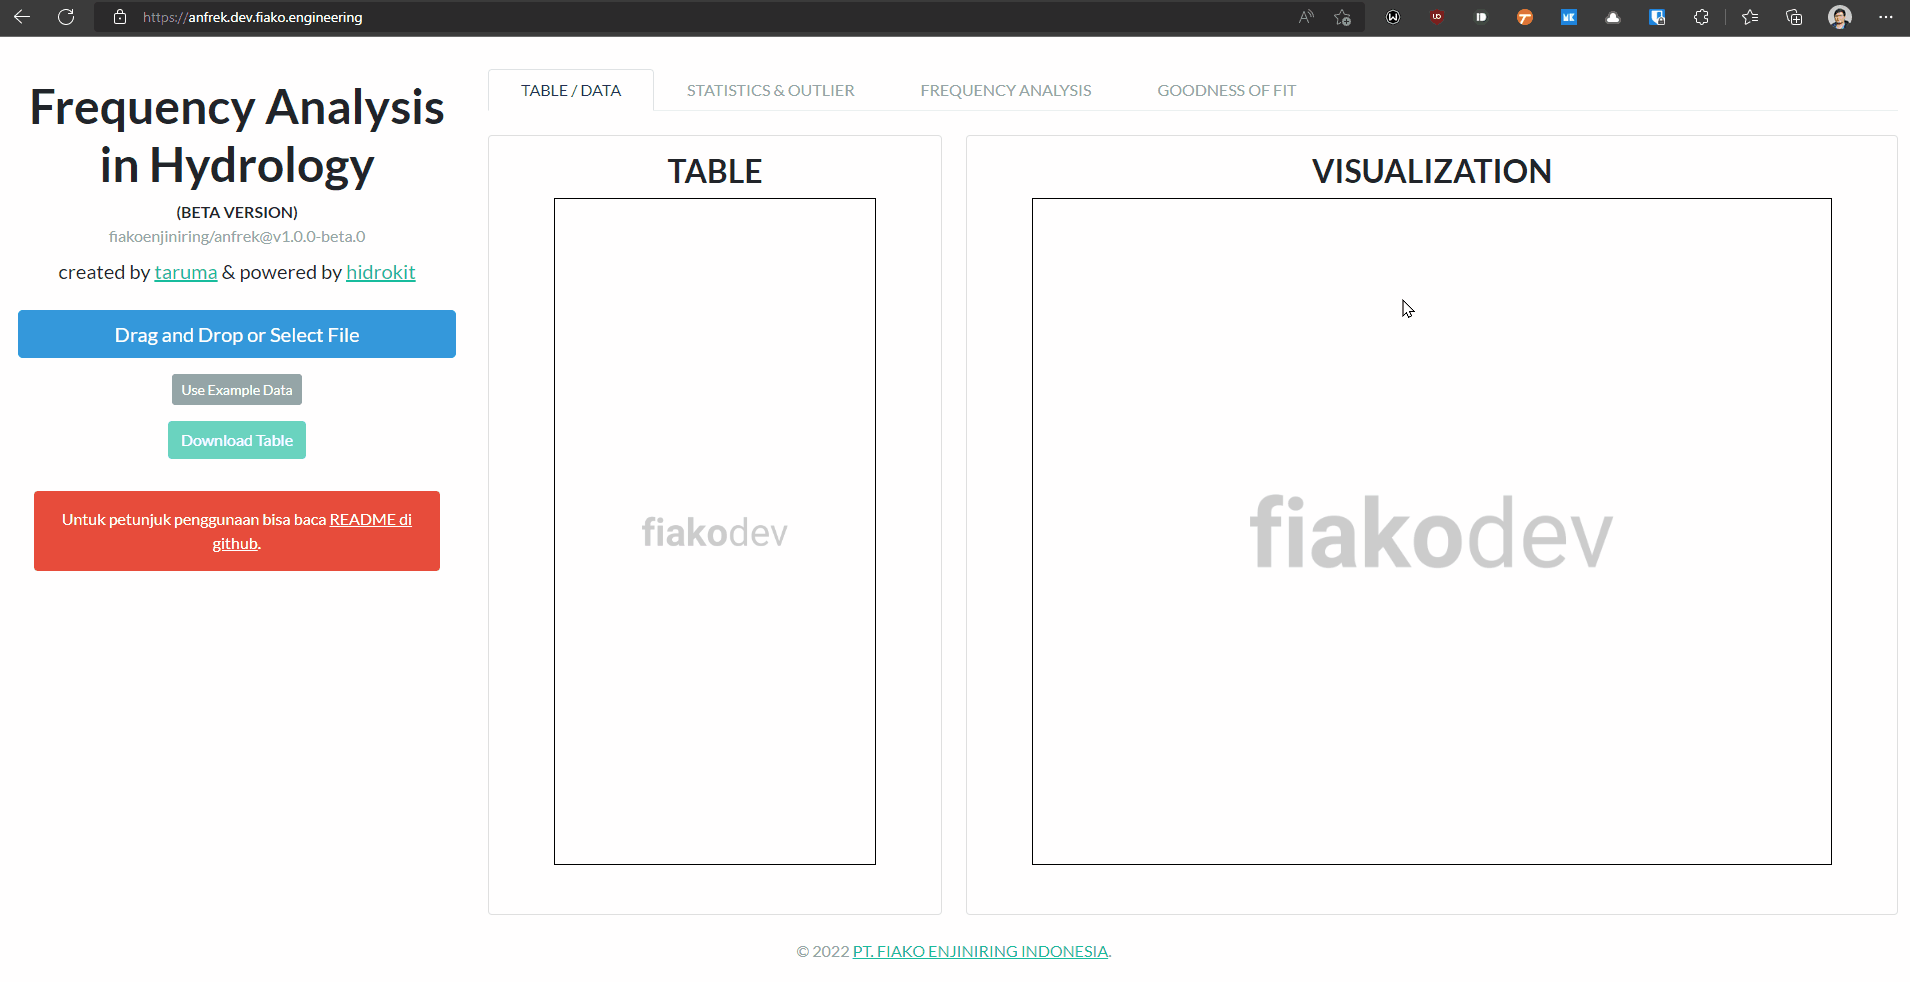 https://anfrek.dev.fiako.engineering
Frequency Analysis
in Hydrology
(BETA VERSION)
fiakoenjiniring/anfrek@v1.0.0-beta.0
created by taruma & powered by hidrokit
Drag and Drop or Select File
Use Example Data
Download Table
Untuk petunjuk penggunaan bisa baca README di
github.
TABLE / DATA
STATISTICS & OUTLIER
FREQUENCY ANALYSIS
GOODNESS OF FIT
TABLE
fiakodev
VISUALIZATION
fiakodev
© 2022 PT. FIAKO ENJINIRING INDONESIA.